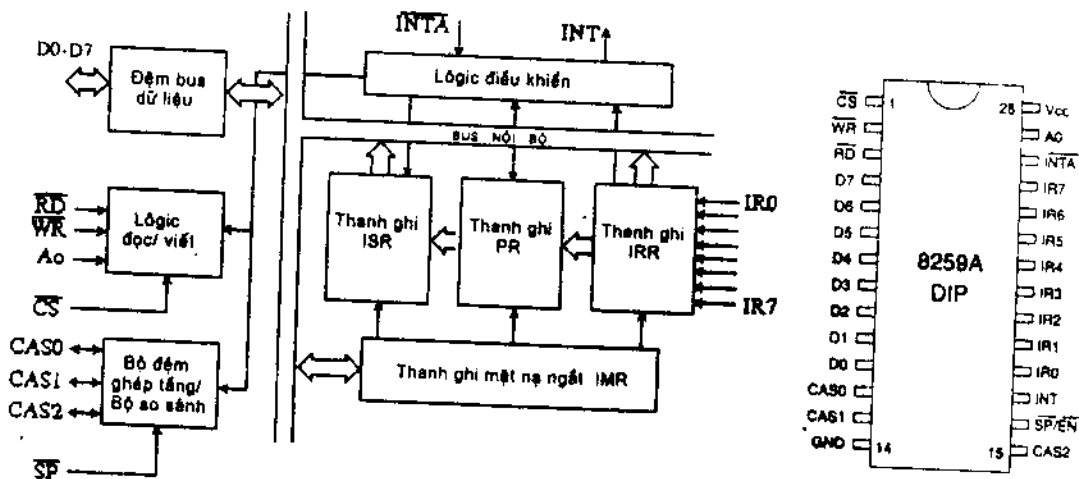 INTA
INT
D0-D7
Đệm bus
dữ liệu
Lôgic điều khiển
BUS NỘI BỘ
RD
WR
Ao
CS
Lôgic
đọc/ viết
Thanh ghi
ISR
Thanh ghi
PR
Thanh ghi
IRR
IR0
IR7
CAS0
CAS1
CAS2
SP
Bộ đệm
ghép tầng/
Bộ so sánh
Thanh ghi mặt nạ ngắt IMR
CS
WR
RD
D7
D6
D5
D4
D3
D2
D1
D0
CAS0
CAS1
GND
1
14
8259A
DIP
28
15
Vcc
A0
INTA
IR7
IR6
IR5
IR4
IR3
IR2
IR1
IR0
INT
SP/EN
CAS2